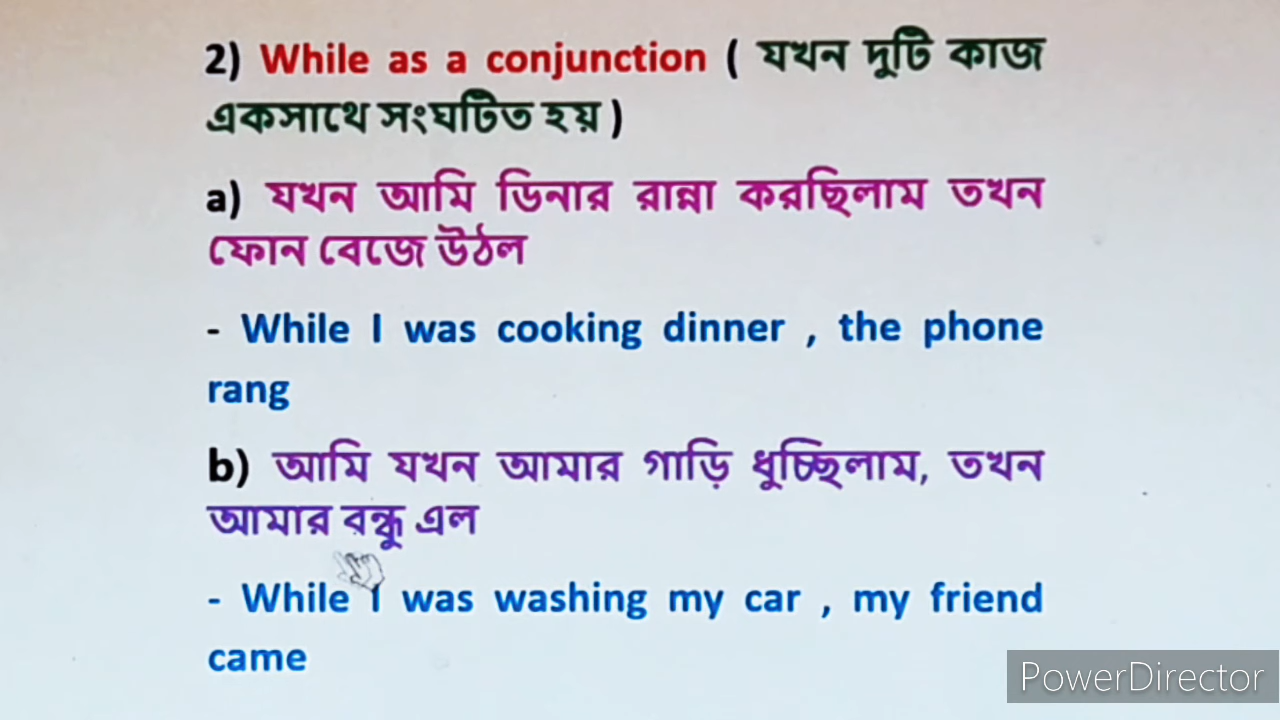 2) While as a conjunction ( যখন দুটি কাজ
একসাথে সংঘটিত হয় )
a) যখন আমি ডিনার রান্না করছিলাম তখন
ফোন বেজে উঠল
- While I was cooking dinner , the phone
rang
b) আমি যখন আমার গাড়ি ধুচ্ছিলাম, তখন
আমার বন্ধু এল
- While I was washing my car , my friend
came
PowerDirector